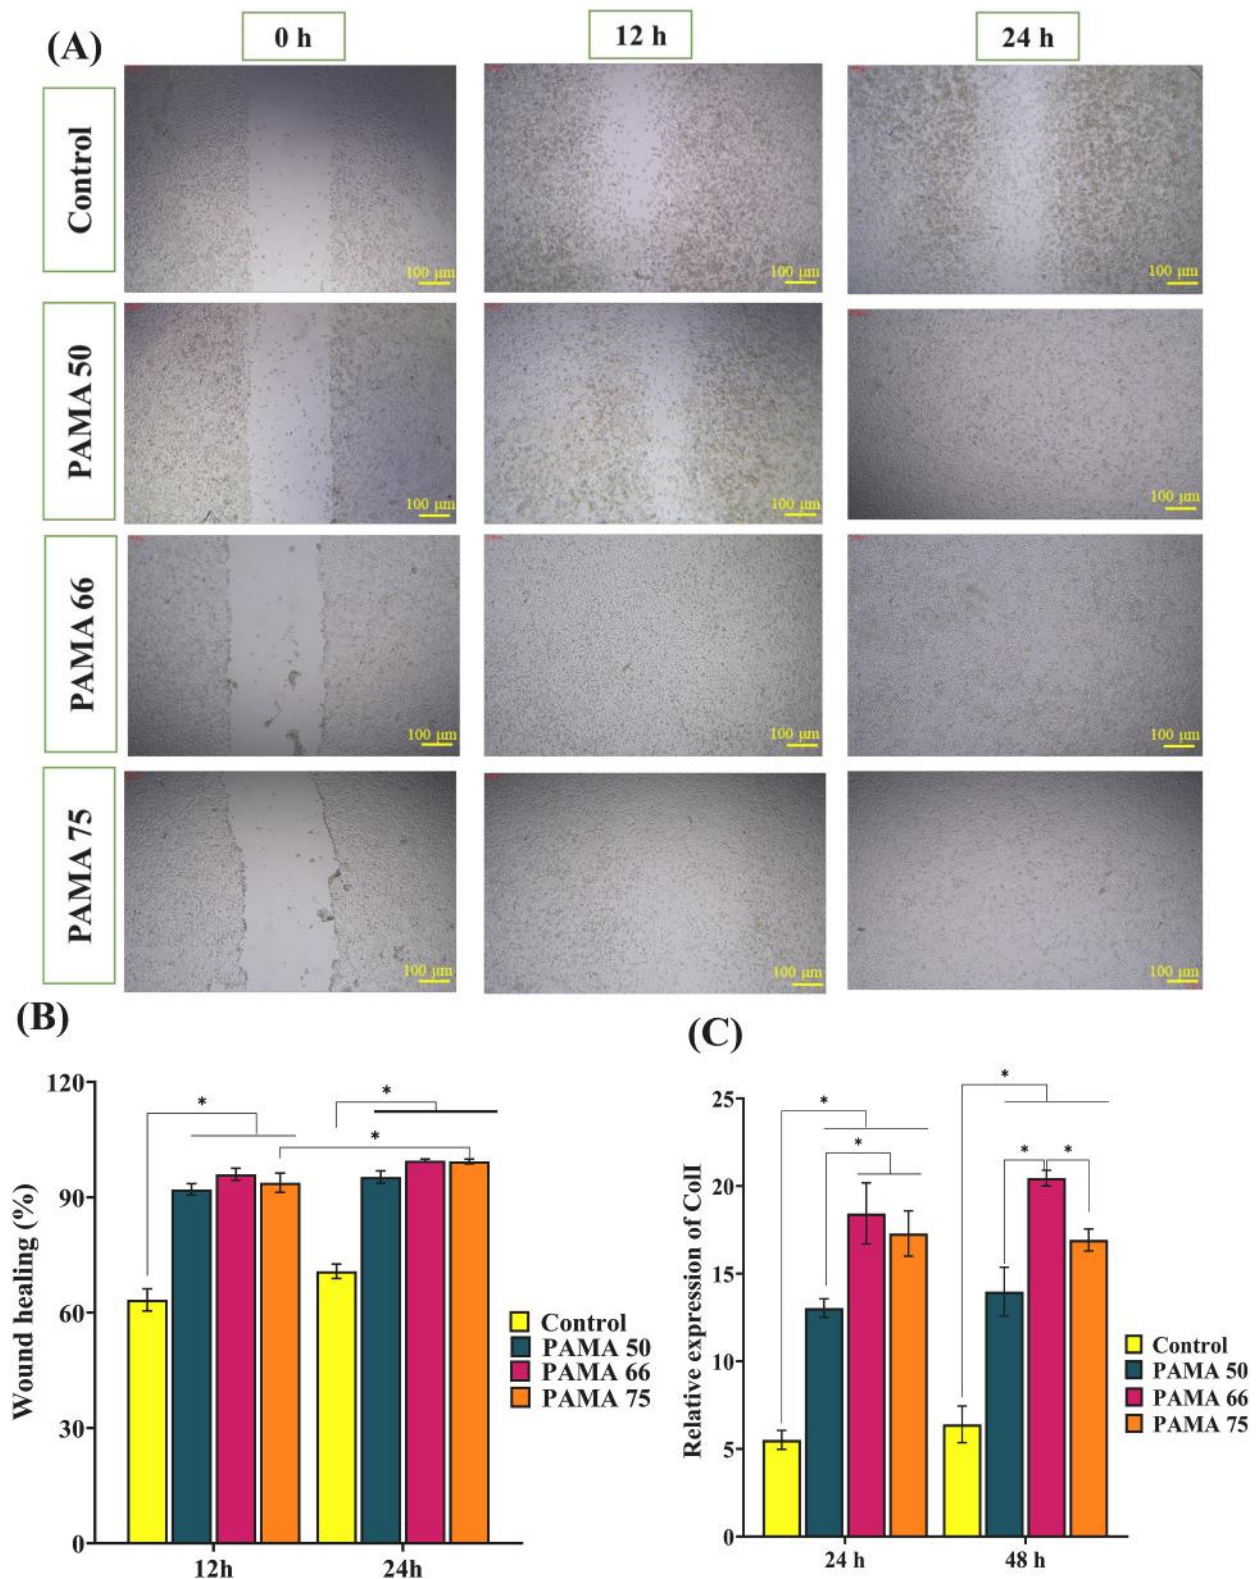 (A)
0 h
12 h
24 h
Control
100 μm
100 μm
100 μm
PAMA 50
100 μm
100 μm
100 μm
PAMA 66
100 μm
100 μm
100 μm
PAMA 75
100 μm
100 μm
100 μm
(B)
Wound healing (%)
120
90
60
30
0
*
*
*
12h
24h
Control
PAMA 50
PAMA 66
PAMA 75
(C)
Relative expression of ColI
25
20
15
10
5
0
*
*
*
*
*
24 h
48 h
Control
PAMA 50
PAMA 66
PAMA 75